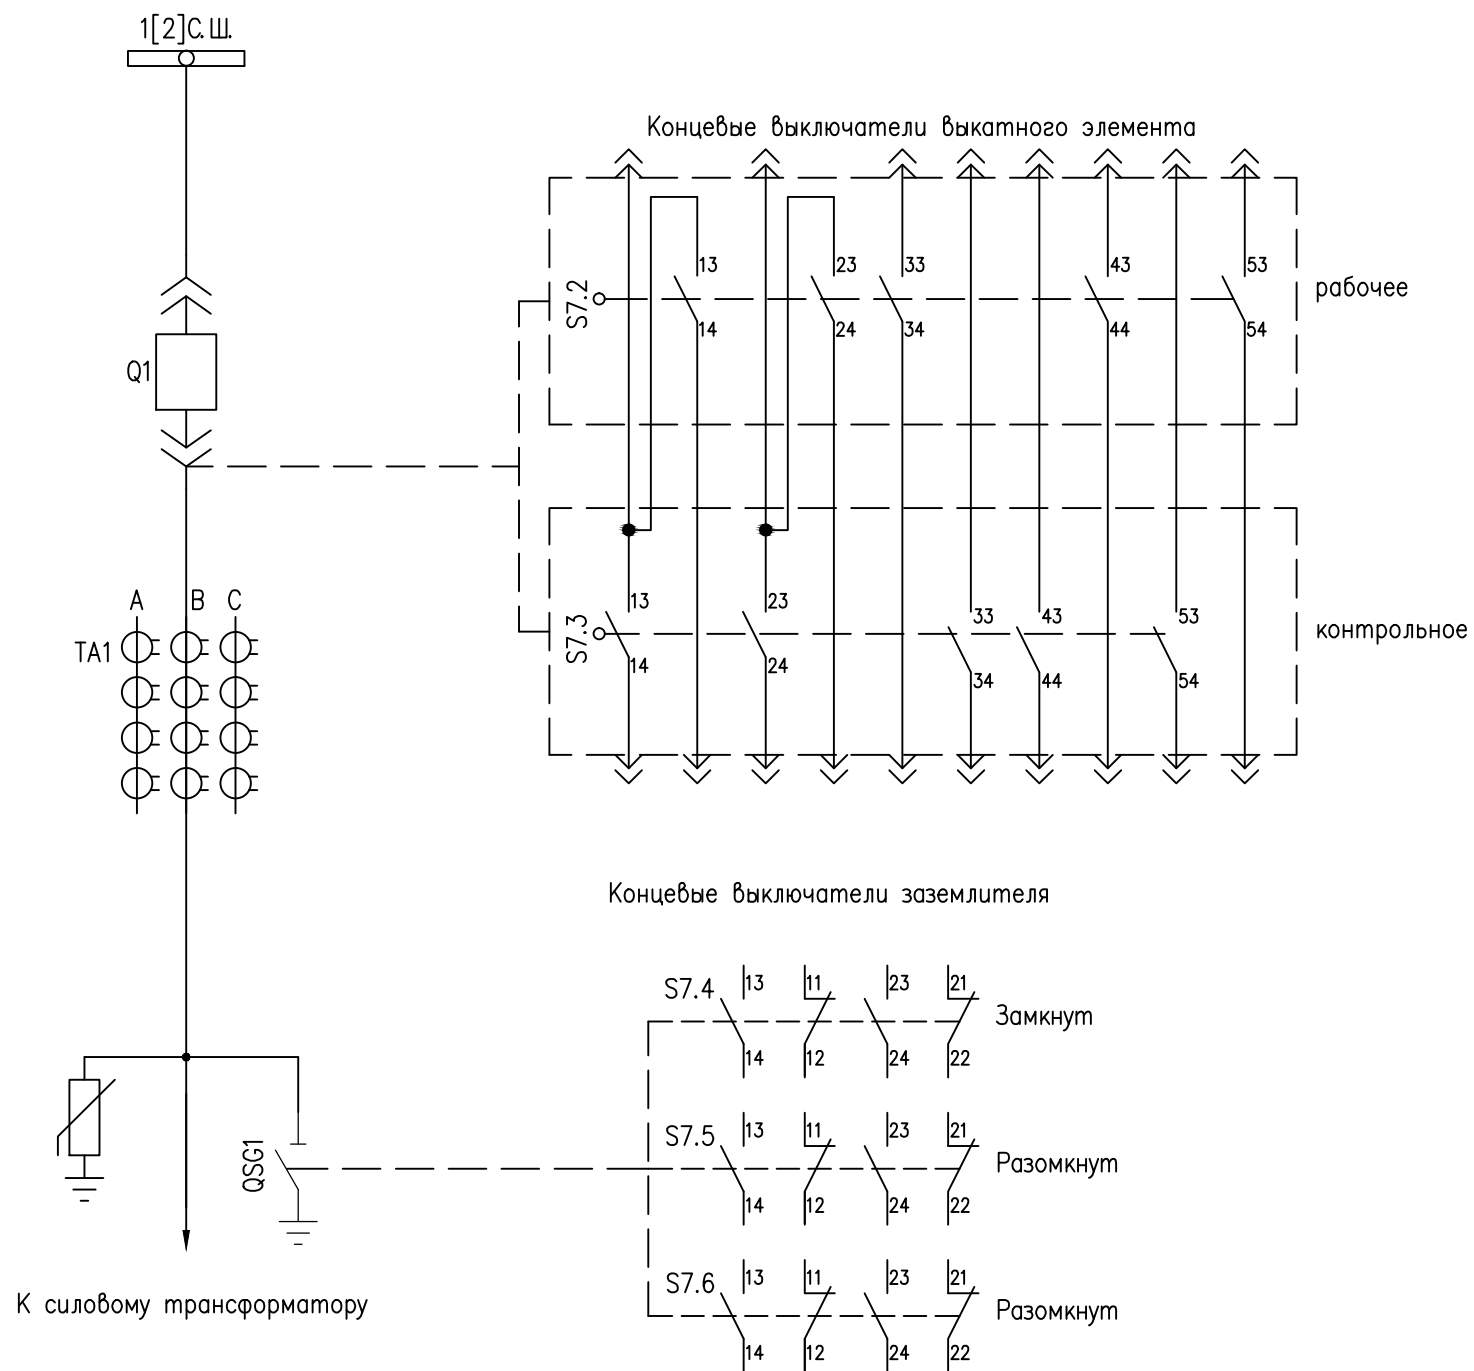 1[2]С.Ш.
Концевые выключатели выкатного элемента
13 23 33 43 53
S7.2
рабочее
14 24 34 44 54
Q1
A B C
13 23 33 43 53
TA1
S7.3
контрольное
14 24 34 44 54
Концевые выключатели заземлителя
S7.4 13 11 23 21
Замкнут
14 12 24 22
S7.5 13 11 23 21
QSG1
Разомкнут
14 12 24 22
S7.6 13 11 23 21
К силовому трансформатору
Разомкнут
14 12 24 22